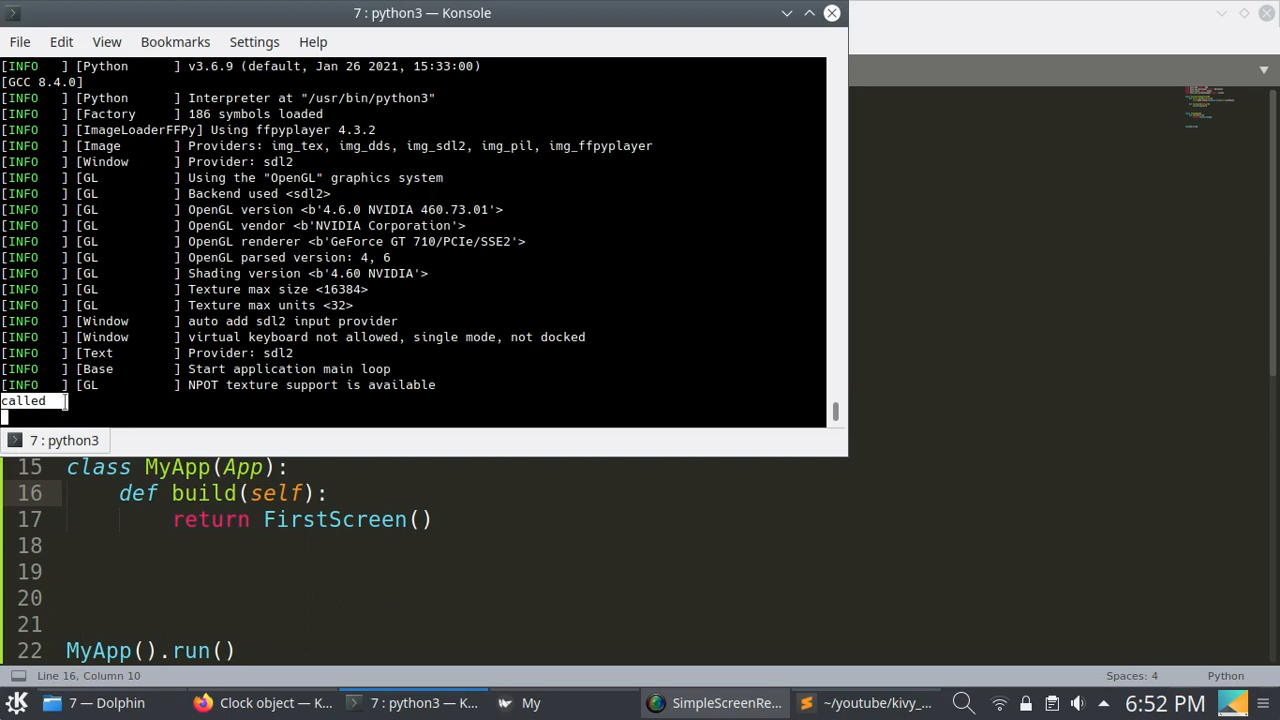 7 : python3 — Konsole
File Edit View Bookmarks Settings Help
[INFO   ] [Python      ] v3.6.9 (default, Jan 26 2021, 15:33:00)
[GCC 8.4.0]
[INFO   ] [Python      ] Interpreter at "/usr/bin/python3"
[INFO   ] [Factory     ] 186 symbols loaded
[INFO   ] [ImageLoaderFFPy] Using ffpyplayer 4.3.2
[INFO   ] [Image       ] Providers: img_tex, img_dds, img_sdl2, img_pil, img_ffpyplayer
[INFO   ] [Window      ] Provider: sdl2
[INFO   ] [GL          ] Using the "OpenGL" graphics system
[INFO   ] [GL          ] Backend used <sdl2>
[INFO   ] [GL          ] OpenGL version <b'4.6.0 NVIDIA 460.73.01'>
[INFO   ] [GL          ] OpenGL vendor <b'NVIDIA Corporation'>
[INFO   ] [GL          ] OpenGL renderer <b'GeForce GT 710/PCIe/SSE2'>
[INFO   ] [GL          ] OpenGL parsed version: 4, 6
[INFO   ] [GL          ] Shading version <b'4.60 NVIDIA'>
[INFO   ] [GL          ] Texture max size <16384>
[INFO   ] [GL          ] Texture max units <32>
[INFO   ] [Window      ] auto add sdl2 input provider
[INFO   ] [Window      ] virtual keyboard not allowed, single mode, not docked
[INFO   ] [Text        ] Provider: sdl2
[INFO   ] [Base        ] Start application main loop
[INFO   ] [GL          ] NPOT texture support is available
called
7 : python3
15 class MyApp(App):
16     def build(self):
17         return FirstScreen()
18
19
20
21
22 MyApp().run()
Line 16, Column 10 Spaces: 4 Python
7 — Dolphin Clock object — K... 7 : python3 — K... My SimpleScreenRe... ~/youtube/kivy_... 6:52 PM